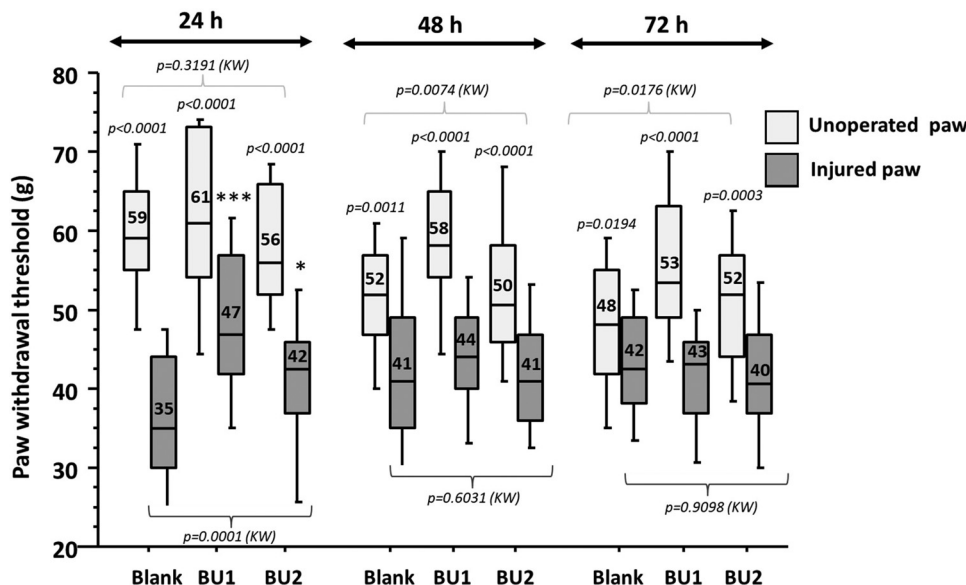 24 h 48 h 72 h
p=0.3191 (KW)
p=0.0074 (KW)
p=0.0176 (KW)
80
70
60
50
40
30
20
Paw withdrawal threshold (g)
p<0.0001
p<0.0001
p<0.0001
p=0.0011
p<0.0001
p<0.0001
p=0.0194
p<0.0001
p=0.0003
Unoperated paw
Injured paw
59
35
61
***
47
56
*
42
52
41
58
44
50
41
48
42
53
43
52
40
p=0.0001 (KW)
p=0.6031 (KW)
p=0.9098 (KW)
Blank BU1 BU2 Blank BU1 BU2 Blank BU1 BU2